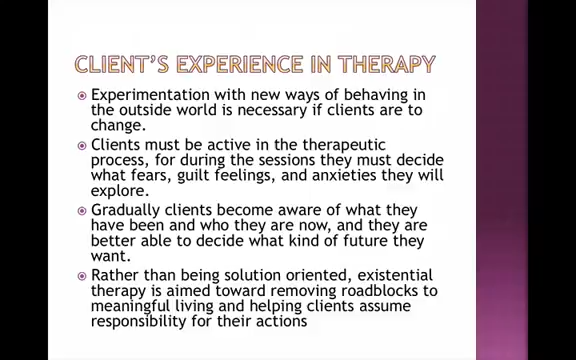 CLIENT'S EXPERIENCE IN THERAPY
Experimentation with new ways of behaving in
the outside world is necessary if clients are to
change.
Clients must be active in the therapeutic
process, for during the sessions they must decide
what fears, guilt feelings, and anxieties they will
explore.
Gradually clients become aware of what they
have been and who they are now, and they are
better able to decide what kind of future they
want.
Rather than being solution oriented, existential
therapy is aimed toward removing roadblocks to
meaningful living and helping clients assume
responsibility for their actions